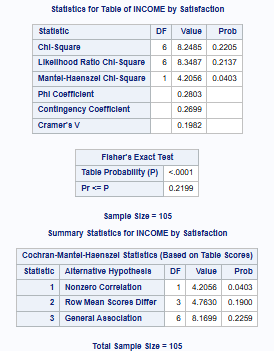 Statistics for Table of INCOME by Satisfaction
Statistic DF Value Prob
Chi-Square 6 8.2485 0.2205
Likelihood Ratio Chi-Square 6 8.3487 0.2137
Mantel-Haenszel Chi-Square 1 4.2056 0.0403
Phi Coefficient 0.2803
Contingency Coefficient 0.2699
Cramer's V 0.1982
Fisher's Exact Test
Table Probability (P) <.0001
Pr <= P 0.2199
Sample Size = 105
Summary Statistics for INCOME by Satisfaction
Cochran-Mantel-Haenszel Statistics (Based on Table Scores)
Statistic Alternative Hypothesis DF Value Prob
1 Nonzero Correlation 1 4.2056 0.0403
2 Row Mean Scores Differ 3 4.7630 0.1900
3 General Association 6 8.1699 0.2259
Total Sample Size = 105